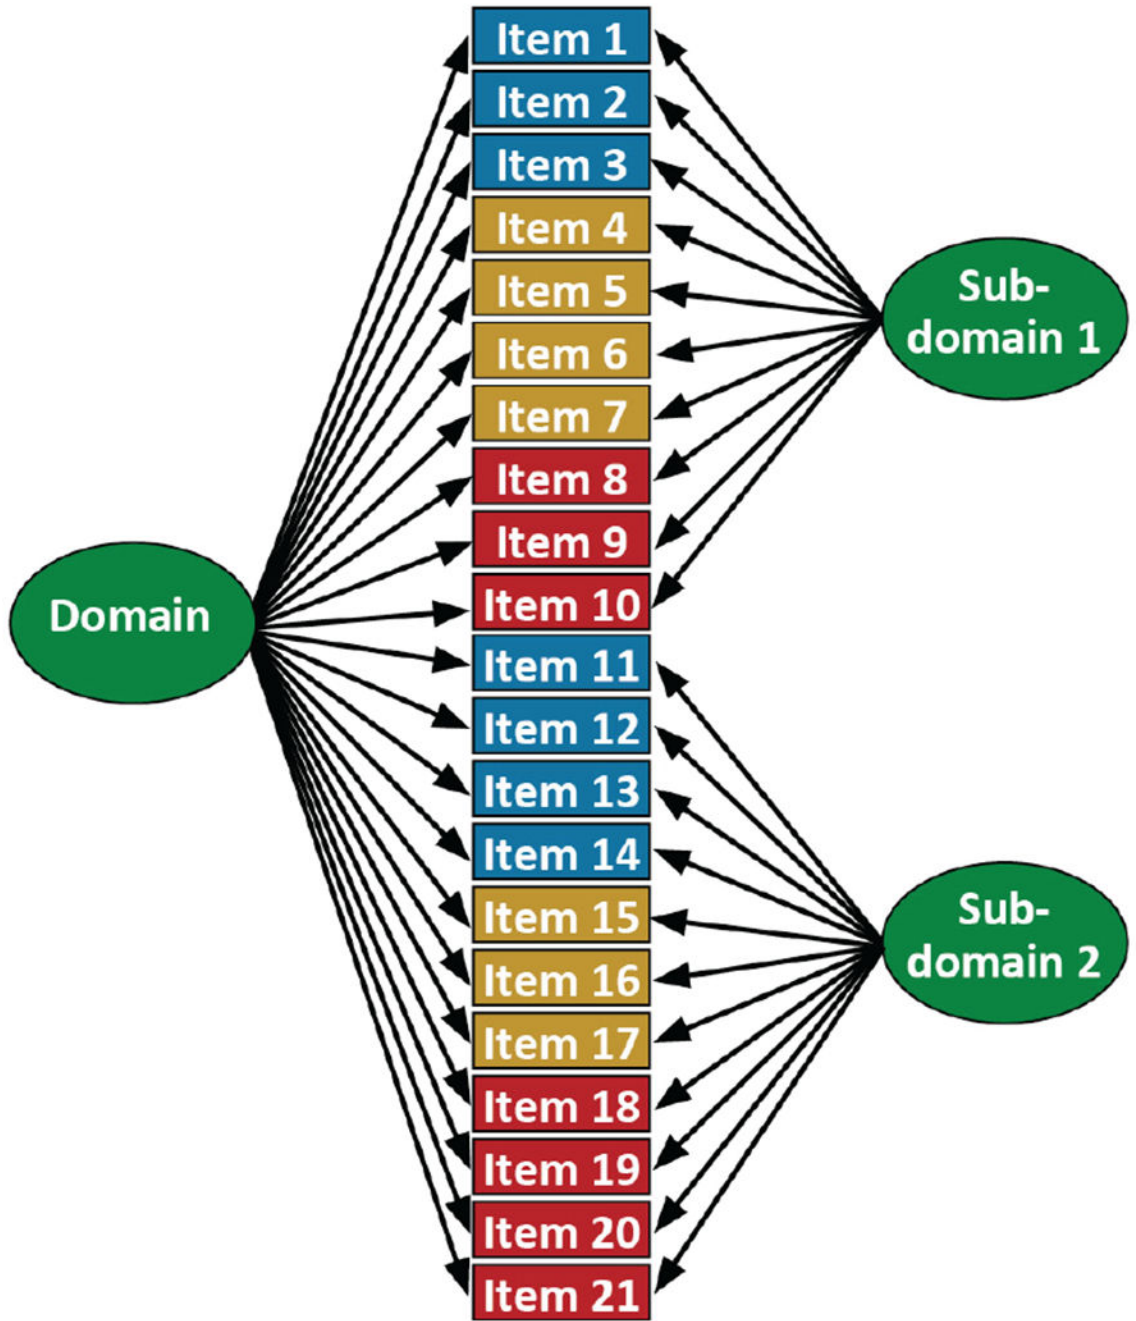 Item 1
Item 2
Item 3
Item 4
Item 5
Item 6
Item 7
Item 8
Item 9
Item 10
Item 11
Item 12
Item 13
Item 14
Item 15
Item 16
Item 17
Item 18
Item 19
Item 20
Item 21
Domain
Sub-
domain 1
Sub-
domain 2